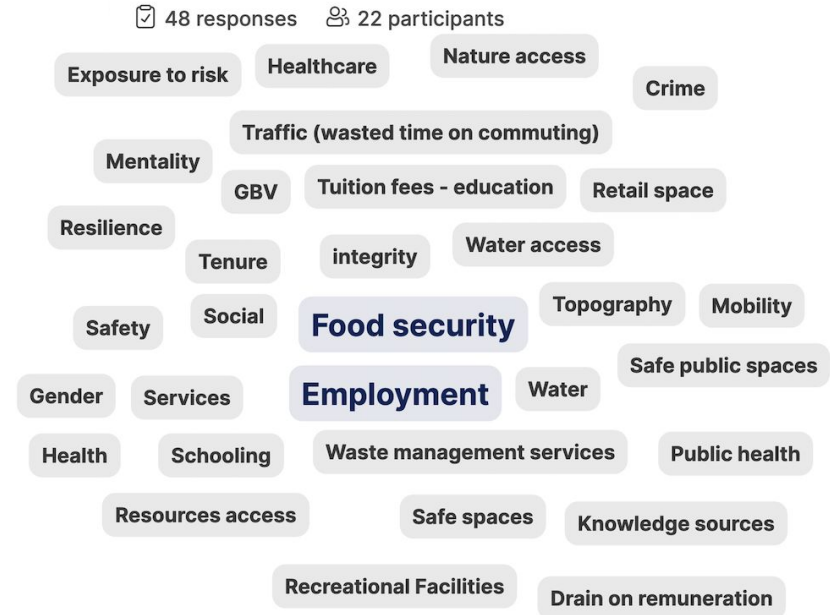 48 responses 22 participants
Exposure to risk
Healthcare
Nature access
Crime
Traffic (wasted time on commuting)
Mentality
GBV
Tuition fees - education
Retail space
Resilience
Tenure
integrity
Water access
Safety
Social
Food security
Topography
Mobility
Safe public spaces
Gender
Services
Employment
Water
Health
Schooling
Waste management services
Public health
Resources access
Safe spaces
Knowledge sources
Recreational Facilities
Drain on remuneration